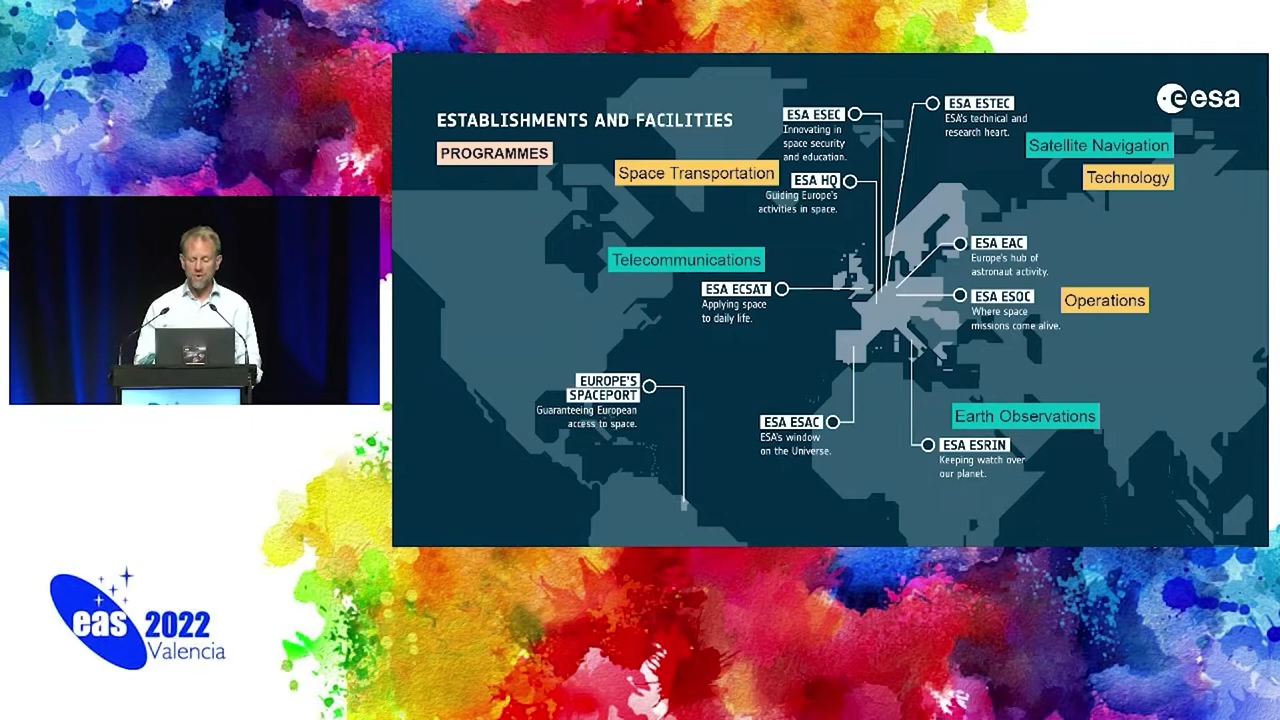 esa
ESTABLISHMENTS AND FACILITIES
PROGRAMMES
ESA ESEC
Innovating in
space security
and education.
ESA ESTEC
ESA's technical and
research heart.
Satellite Navigation
Technology
Space Transportation
ESA HQ
Guiding Europe's
activities in space.
Telecommunications
ESA ECSAT
Applying space
to daily life.
ESA EAC
Europe's hub of
astronaut activity.
ESA ESOC
Where space
missions come alive.
Operations
EUROPE'S
SPACEPORT
Guaranteeing European
access to space.
ESA ESAC
ESA's window
on the Universe.
Earth Observations
ESA ESRIN
Keeping watch over
our planet.
eas 2022
Valencia